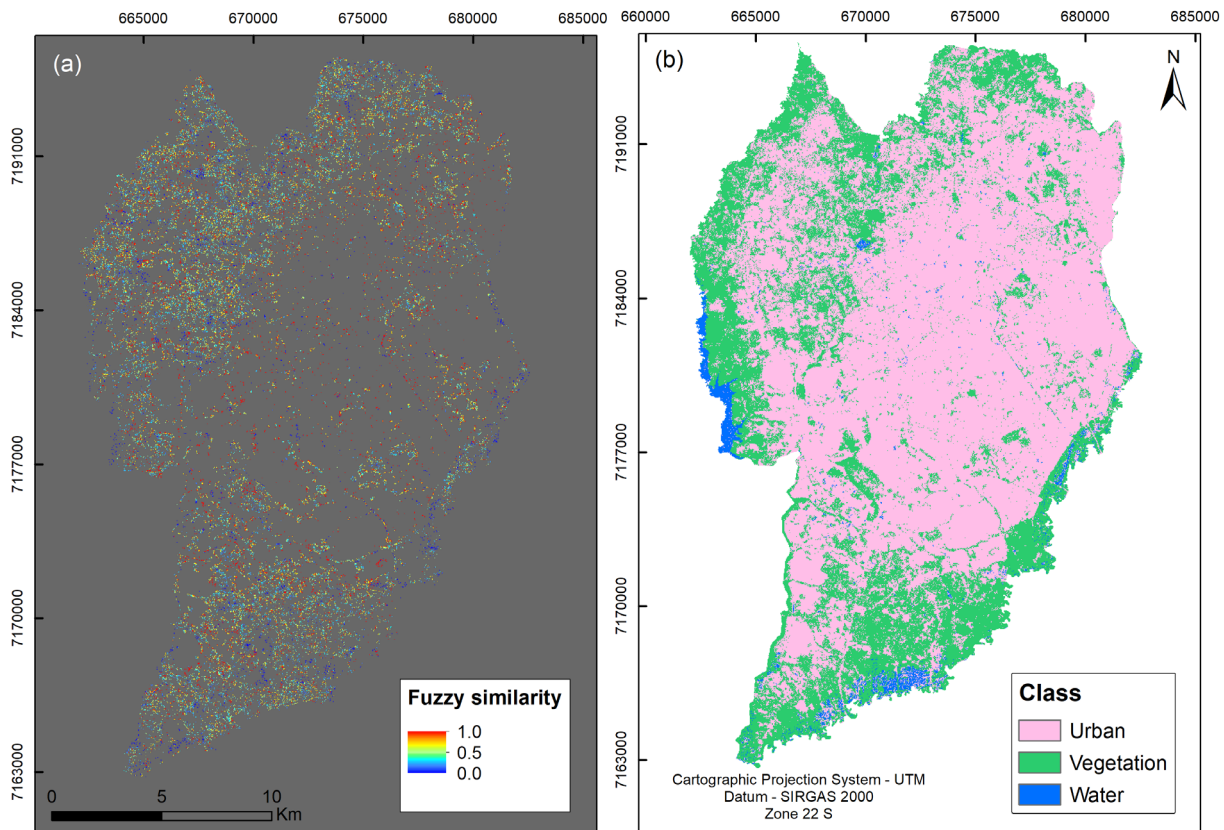 665000 670000 675000 680000 685000
(a)
7191000
7184000
7177000
7170000
7163000
Fuzzy similarity
1.0
0.5
0.0
0 5 10
Km
660000 665000 670000 675000 680000 685000
(b)
N
7191000
7184000
7177000
7170000
7163000
Class
Urban
Vegetation
Water
Cartographic Projection System - UTM
Datum - SIRGAS 2000
Zone 22 S